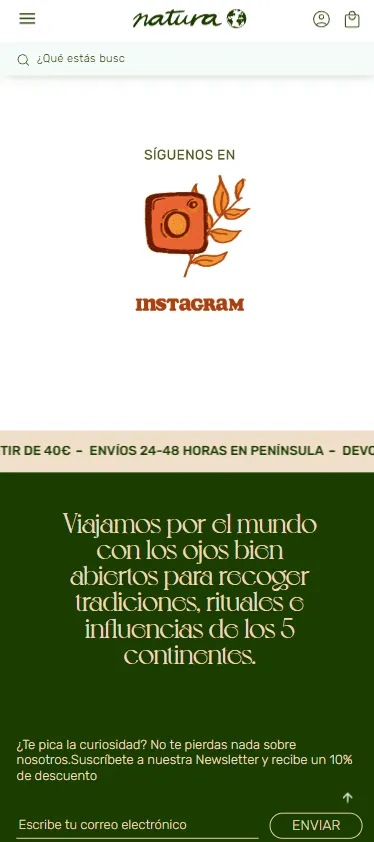 natura
¿Qué estás busc
SÍGUENOS EN
INSTAGRAM
TIR DE 40€ – ENVÍOS 24-48 HORAS EN PENÍNSULA – DEVO
Viajamos por el mundo
con los ojos bien
abiertos para recoger
tradiciones, rituales e
influencias de los 5
continentes.
¿Te pica la curiosidad? No te pierdas nada sobre
nosotros.Suscríbete a nuestra Newsletter y recibe un 10%
de descuento
Escribe tu correo electrónico
ENVIAR